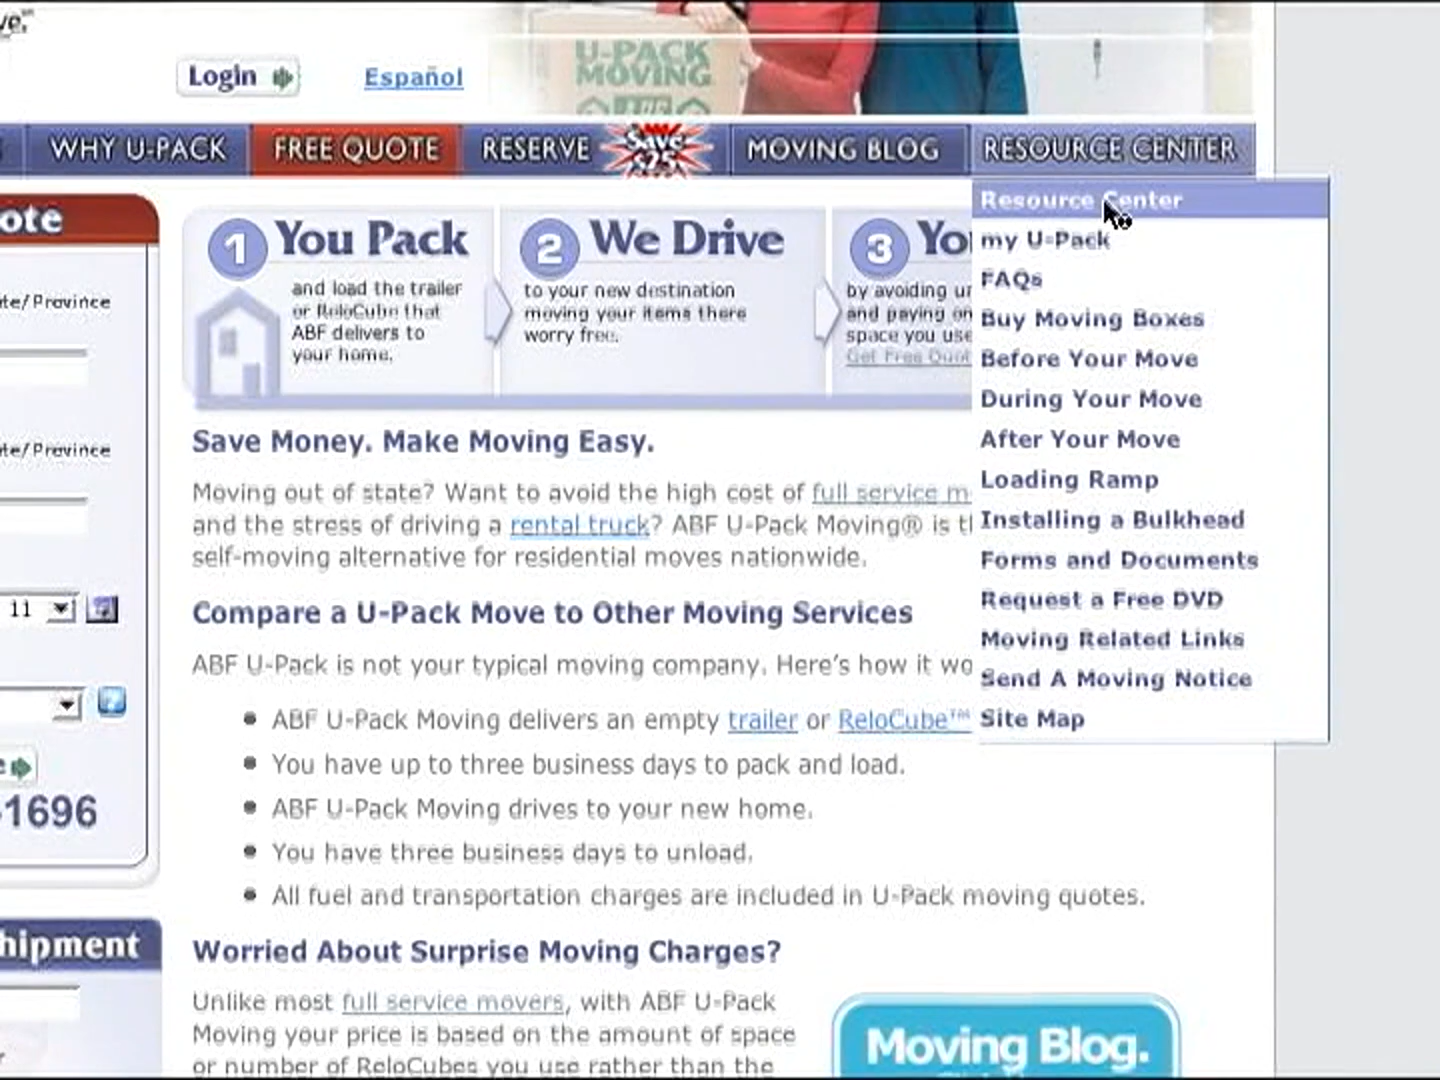 Login
Español
U-PACK
MOVING
WHY U-PACK
FREE QUOTE
RESERVE
Save
$25
MOVING BLOG
RESOURCE CENTER
Resource Center
my U-Pack
FAQs
Buy Moving Boxes
Before Your Move
During Your Move
After Your Move
Loading Ramp
Installing a Bulkhead
Forms and Documents
Request a Free DVD
Moving Related Links
Send A Moving Notice
Site Map
1 You Pack
and load the trailer
or ReloCube that
ABF delivers to
your home.
2 We Drive
to your new destination
moving your items there
worry free.
3
by avoiding
and paying
space you use
Get Free
Save Money. Make Moving Easy.
Moving out of state? Want to avoid the high cost of full service
and the stress of driving a rental truck? ABF U-Pack Moving® is
self-moving alternative for residential moves nationwide.
Compare a U-Pack Move to Other Moving Services
ABF U-Pack is not your typical moving company. Here's how it
• ABF U-Pack Moving delivers an empty trailer or ReloCube™
• You have up to three business days to pack and load.
• ABF U-Pack Moving drives to your new home.
• You have three business days to unload.
• All fuel and transportation charges are included in U-Pack moving quotes.
Worried About Surprise Moving Charges?
Unlike most full service movers, with ABF U-Pack
Moving your price is based on the amount of space
or number of ReloCubes you use rather than the
Moving Blog.
ote
te/Province
te/Province
11
-1696
hipment